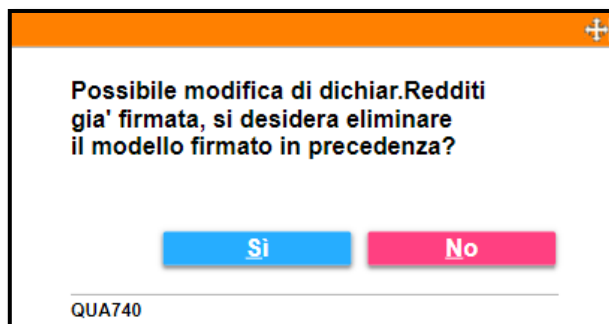 Possibile modifica di dichiar.Redditi
gia' firmata, si desidera eliminare
il modello firmato in precedenza?
Sì No
QUA740